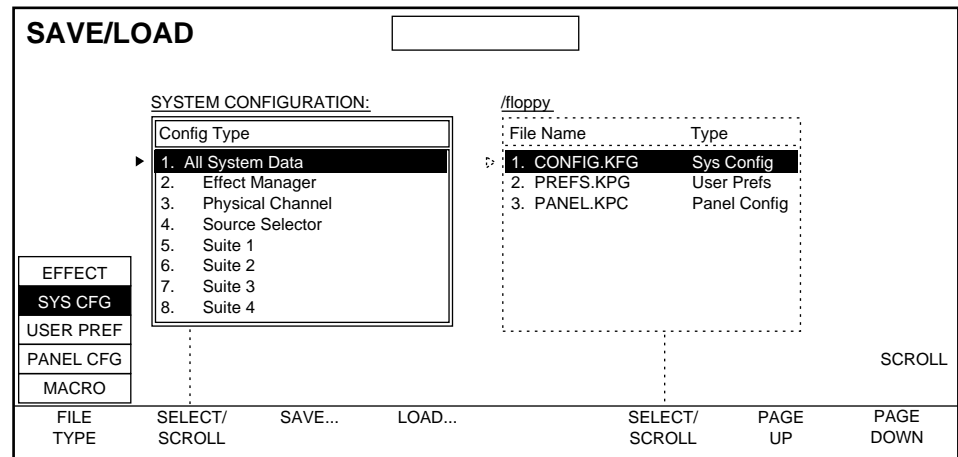 SAVE/LOAD
SYSTEM CONFIGURATION:
Config Type
1. All System Data
2. Effect Manager
3. Physical Channel
4. Source Selector
5. Suite 1
6. Suite 2
7. Suite 3
8. Suite 4
/floppy
File Name Type
1. CONFIG.KFG Sys Config
2. PREFS.KPG User Prefs
3. PANEL.KPC Panel Config
EFFECT
SYS CFG
USER PREF
PANEL CFG
MACRO
SCROLL
FILE TYPE
SELECT/ SCROLL
SAVE...
LOAD...
SELECT/ SCROLL
PAGE UP
PAGE DOWN